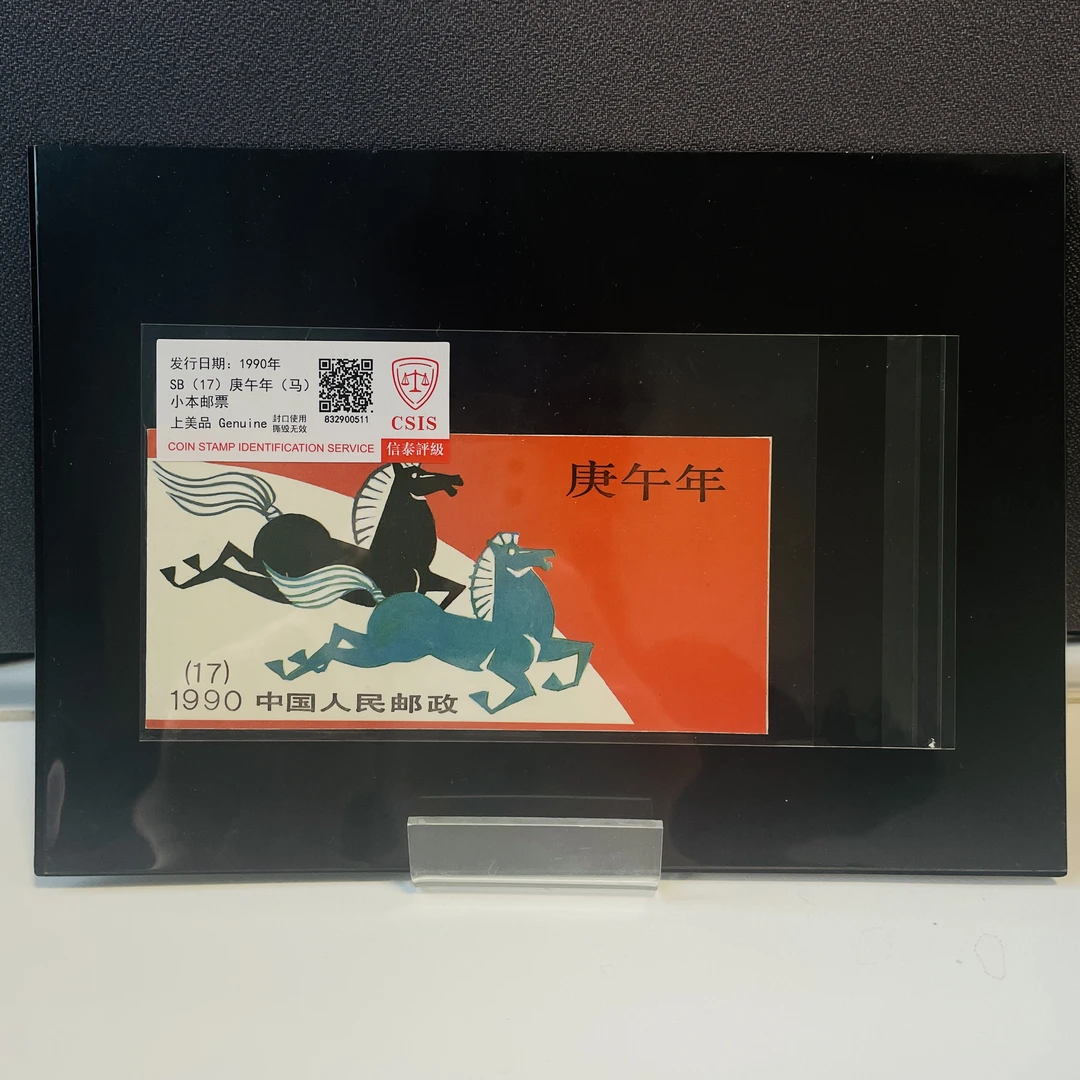 发行日期：1990年
SB（17）庚午年（马）
小本邮票
上美品 Genuine 封口使用
撕毁无效
832900511
CSIS
COIN STAMP IDENTIFICATION SERVICE
信泰評級
庚午年
(17)
1990 中国人民邮政